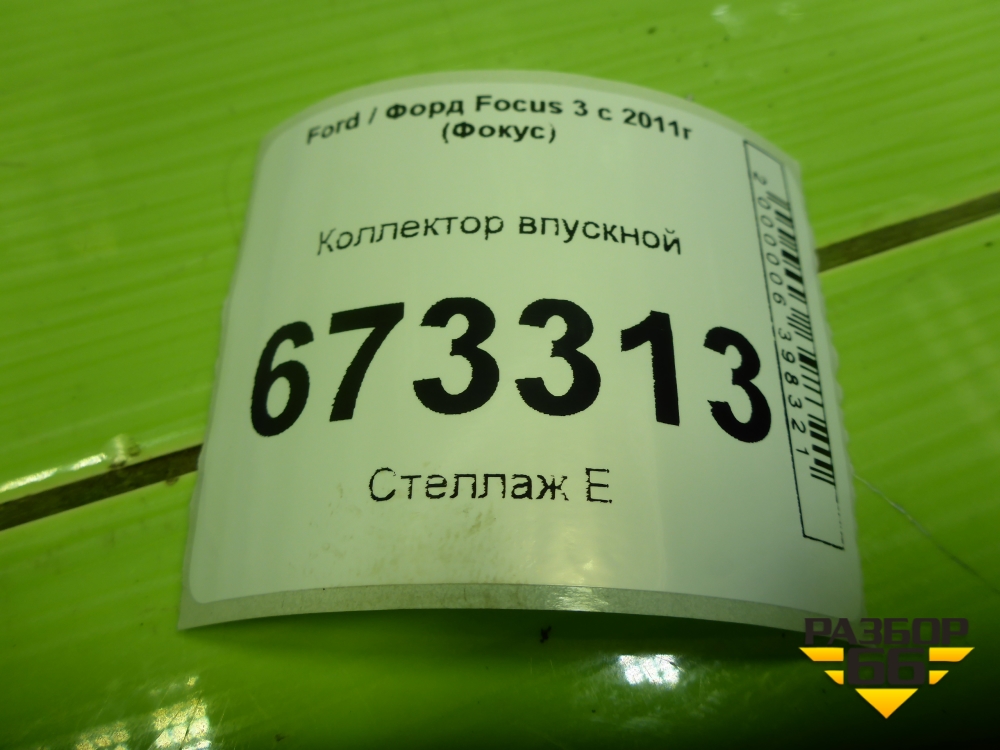 Ford / Форд Focus 3 с 2011г
(Фокус)
Коллектор впускной
673313
Стеллаж Е
2000006398321
РАЗБОР
66